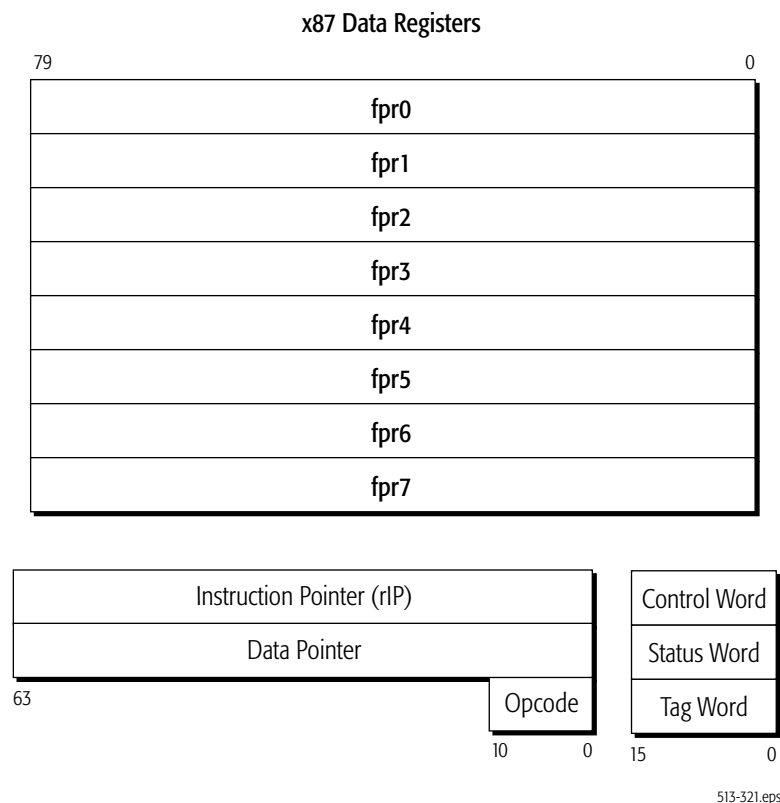 x87 Data Registers
79 0
fpr0
fpr1
fpr2
fpr3
fpr4
fpr5
fpr6
fpr7
Instruction Pointer (rIP) Control Word
Data Pointer Status Word
63 Opcode Tag Word
10 0 15 0
513-321.eps